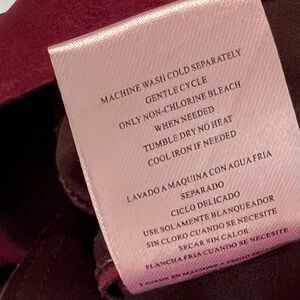 MACHINE WASH COLD SEPARATELY
GENTLE CYCLE
ONLY NON-CHLORINE BLEACH
WHEN NEEDED
TUMBLE DRY NO HEAT
COOL IRON IF NEEDED
LAVADO A MAQUINA CON AGUA FRÍA
SEPARADO
CICLO DELICADO
USE SOLAMENTE BLANQUEADOR
SIN CLORO CUANDO SE NECESITE
SECAR SIN CALOR
PLANCHA FRÍA CUANDO SE NECESITE